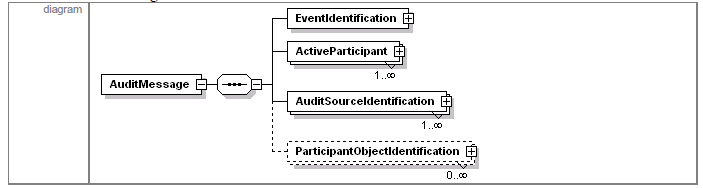 diagram
EventIdentification
ActiveParticipant
1..∞
AuditMessage
AuditSourceIdentification
1..∞
ParticipantObjectIdentification
0..∞